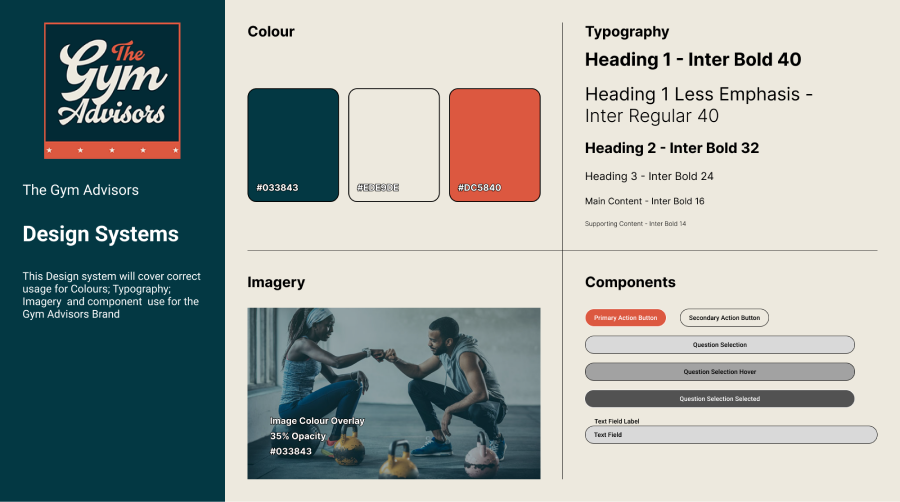 The
Gym
Advisors
The Gym Advisors
Design Systems
This Design system will cover correct
usage for Colours; Typography;
Imagery and component use for the
Gym Advisors Brand
Colour
#033843
#EDE9DE
#DC5840
Typography
Heading 1 - Inter Bold 40
Heading 1 Less Emphasis -
Inter Regular 40
Heading 2 - Inter Bold 32
Heading 3 - Inter Bold 24
Main Content - Inter Bold 16
Supporting Content - Inter Bold 14
Imagery
Image Colour Overlay
35% Opacity
#033843
Components
Primary Action Button
Secondary Action Button
Question Selection
Question Selection Hover
Question Selection Selected
Text Field Label
Text Field